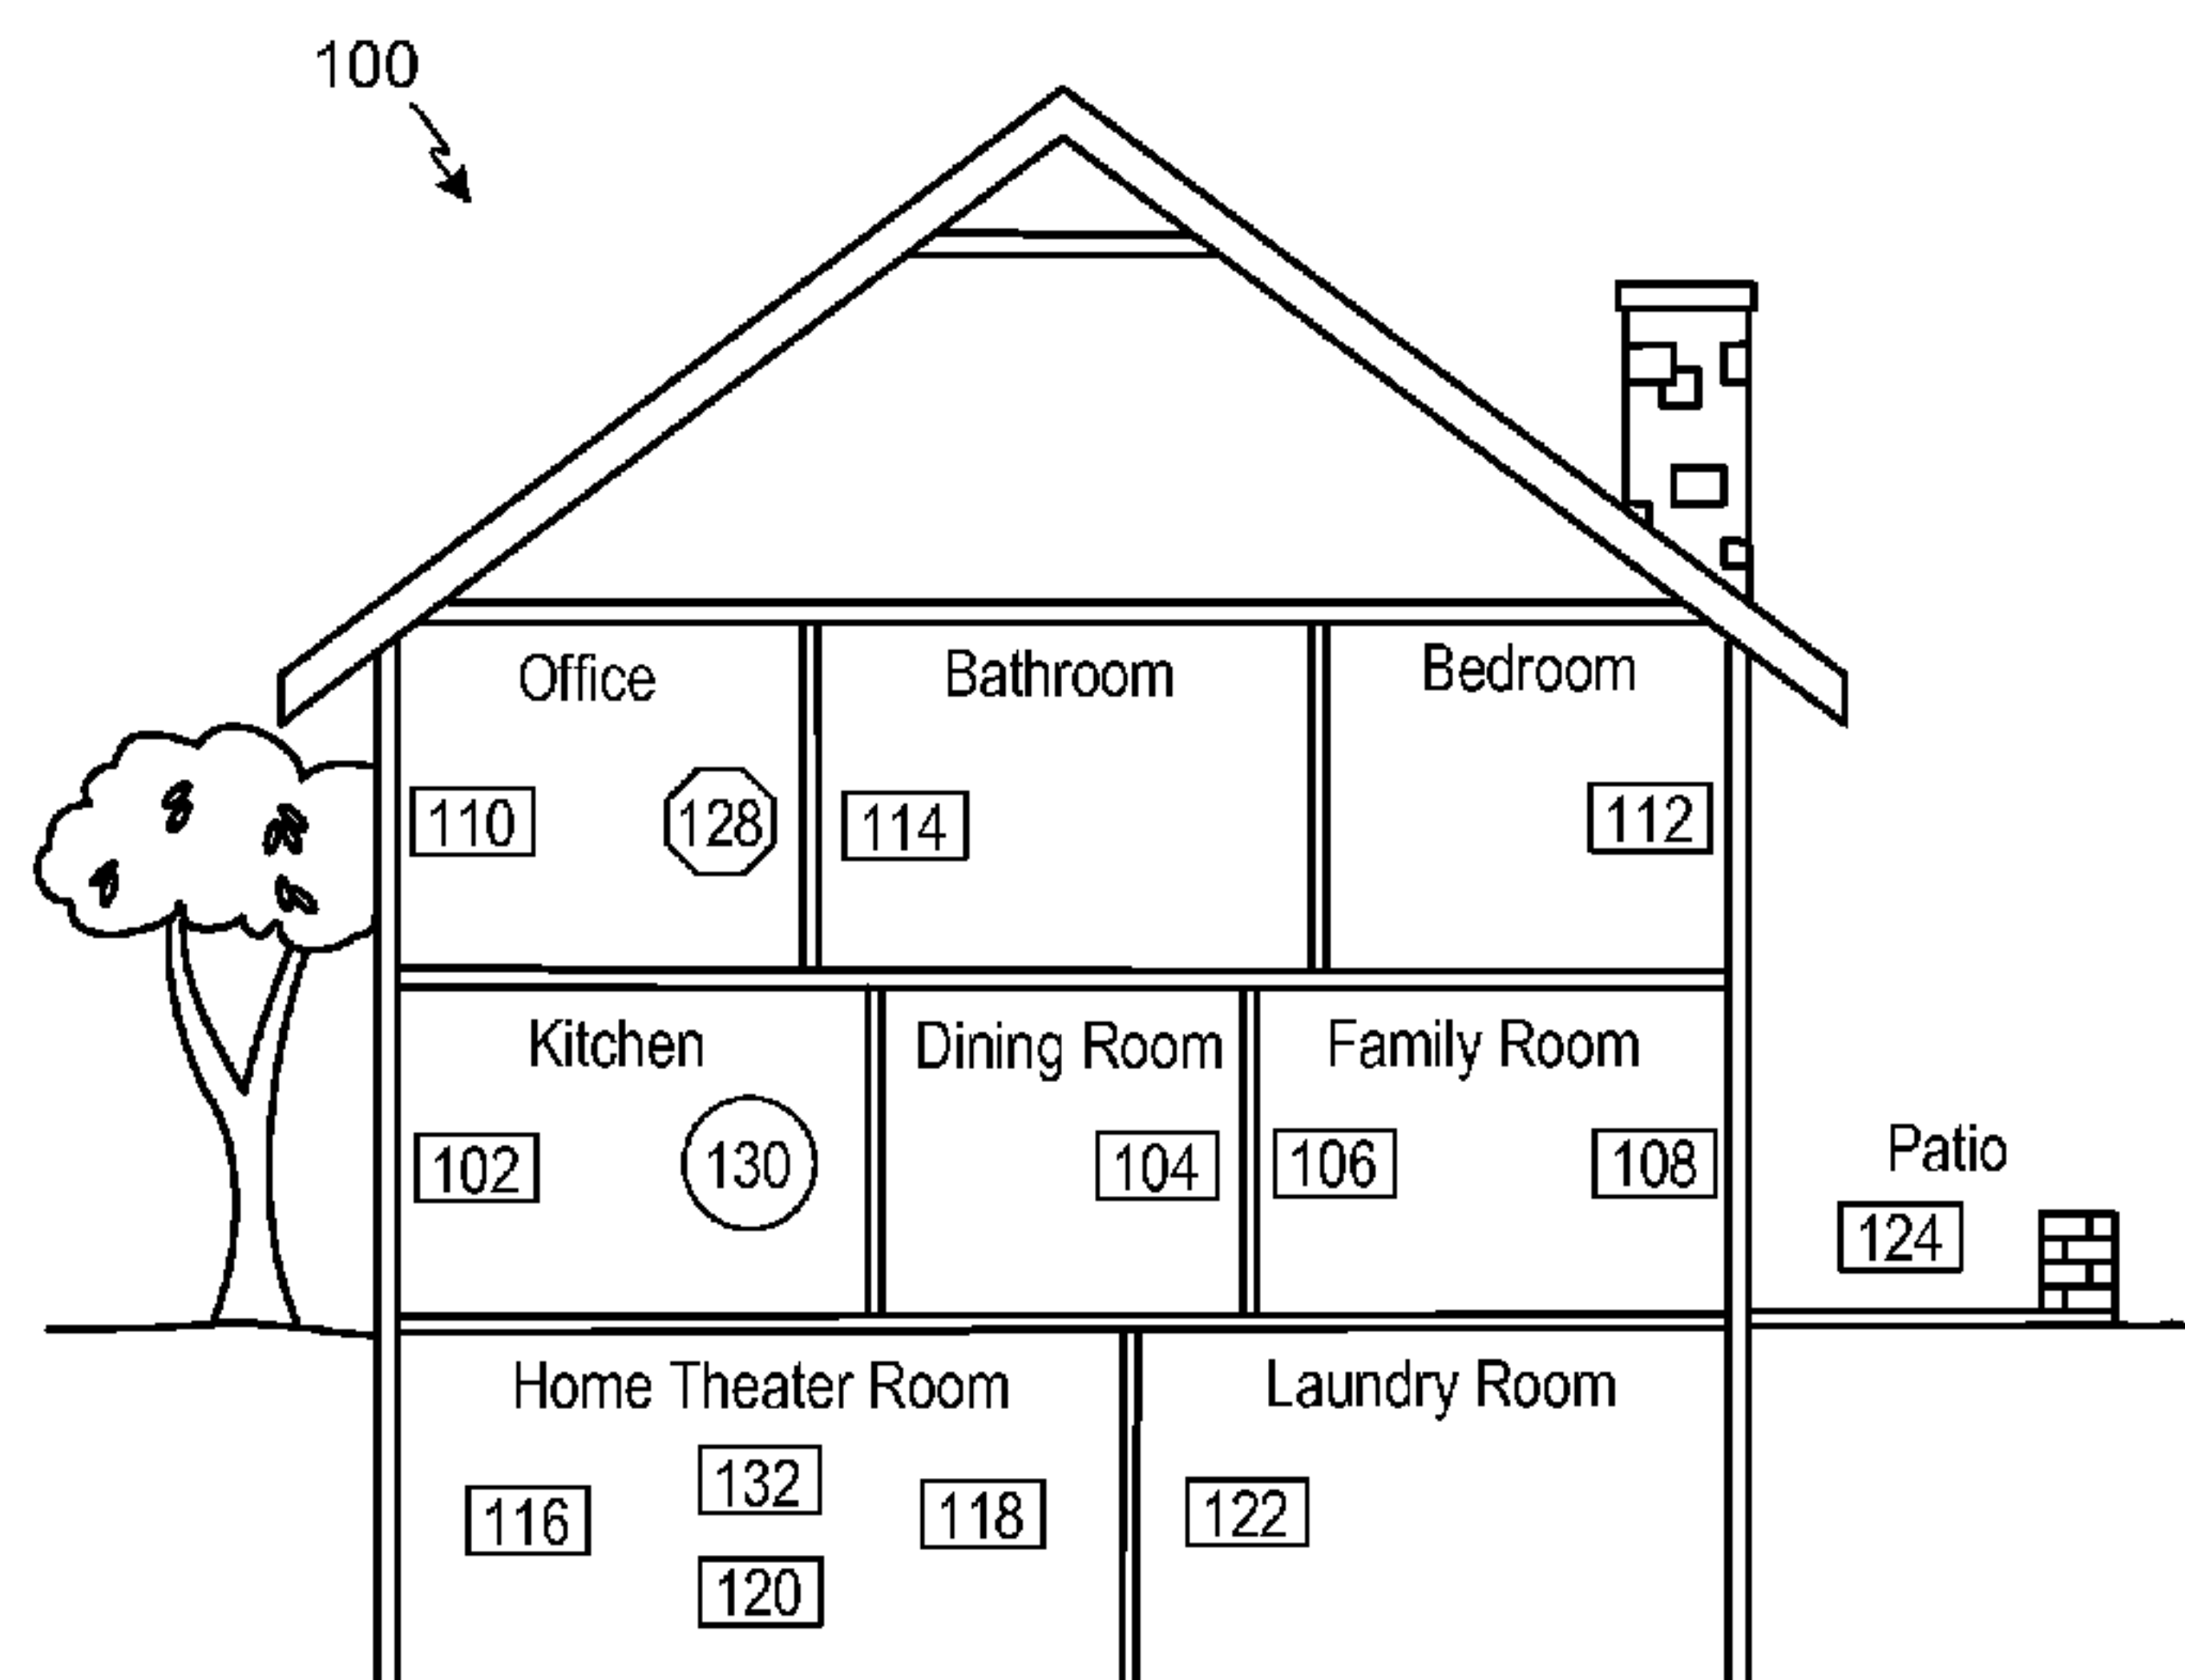 100
Office
Bathroom
Bedroom
110
128
114
112
Kitchen
Dining Room
Family Room
102
130
104
106
108
Patio
124
Home Theater Room
Laundry Room
116
132
118
122
120